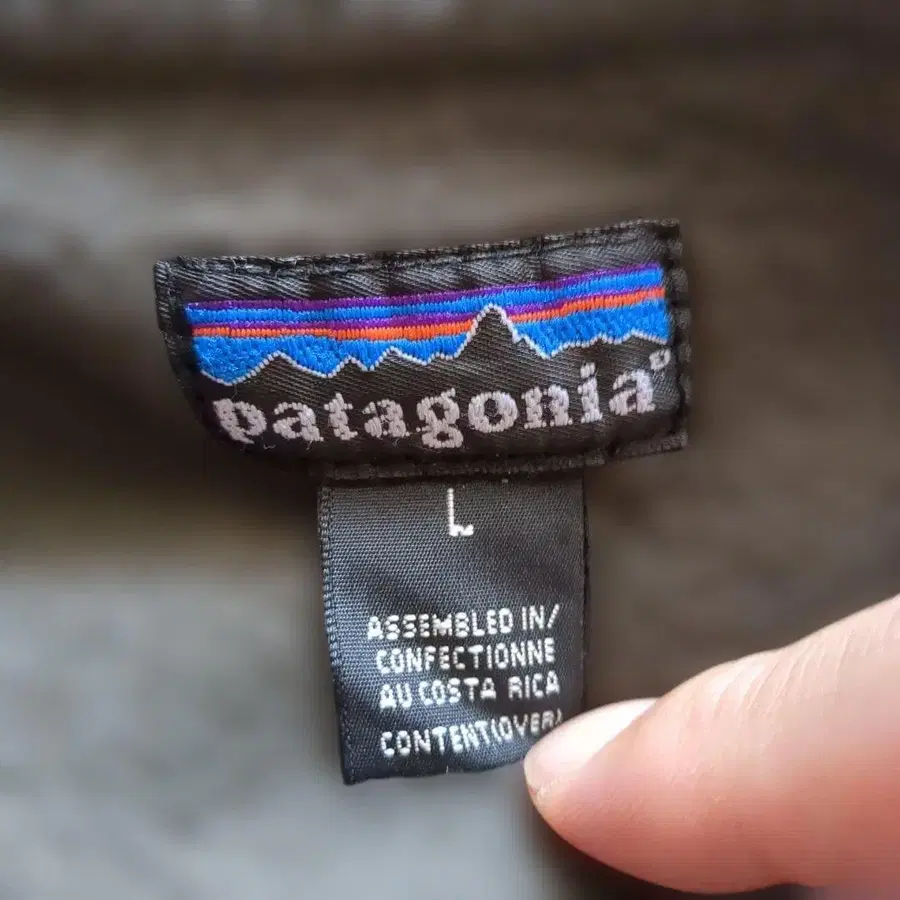 patagonia®
L
ASSEMBLED IN/
CONFECTIONNE
AU COSTA RICA
CONTENT(OVER)